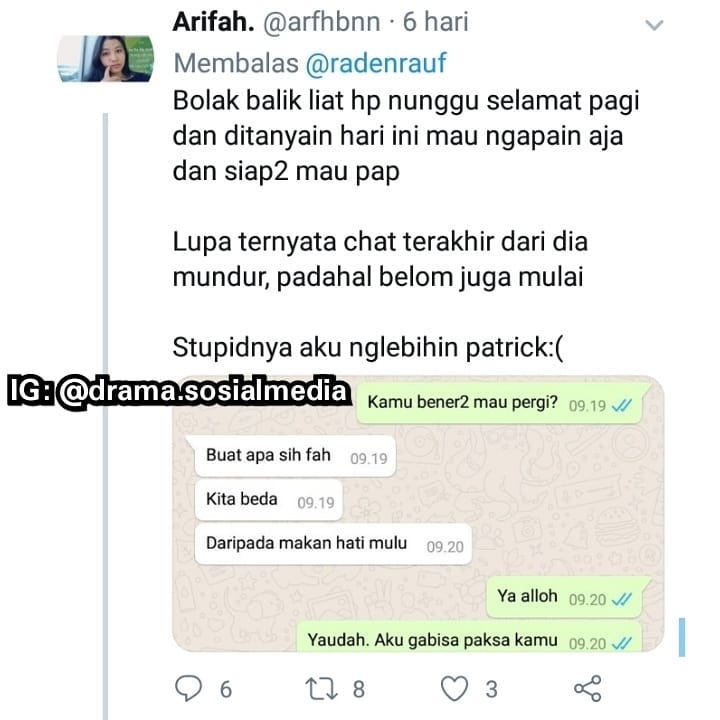 Arifah. @arfhbnn · 6 hari
Membalas @radenrauf
Bolak balik liat hp nunggu selamat pagi
dan ditanyain hari ini mau ngapain aja
dan siap2 mau pap
Lupa ternyata chat terakhir dari dia
mundur, padahal belom juga mulai
Stupidnya aku nglebihin patrick:(
IG: @drama.sosialmedia
Kamu bener2 mau pergi? 09.19
Buat apa sih fah 09.19
Kita beda 09.19
Daripada makan hati mulu 09.20
Ya alloh 09.20
Yaudah. Aku gabisa paksa kamu 09.20
6 8 3